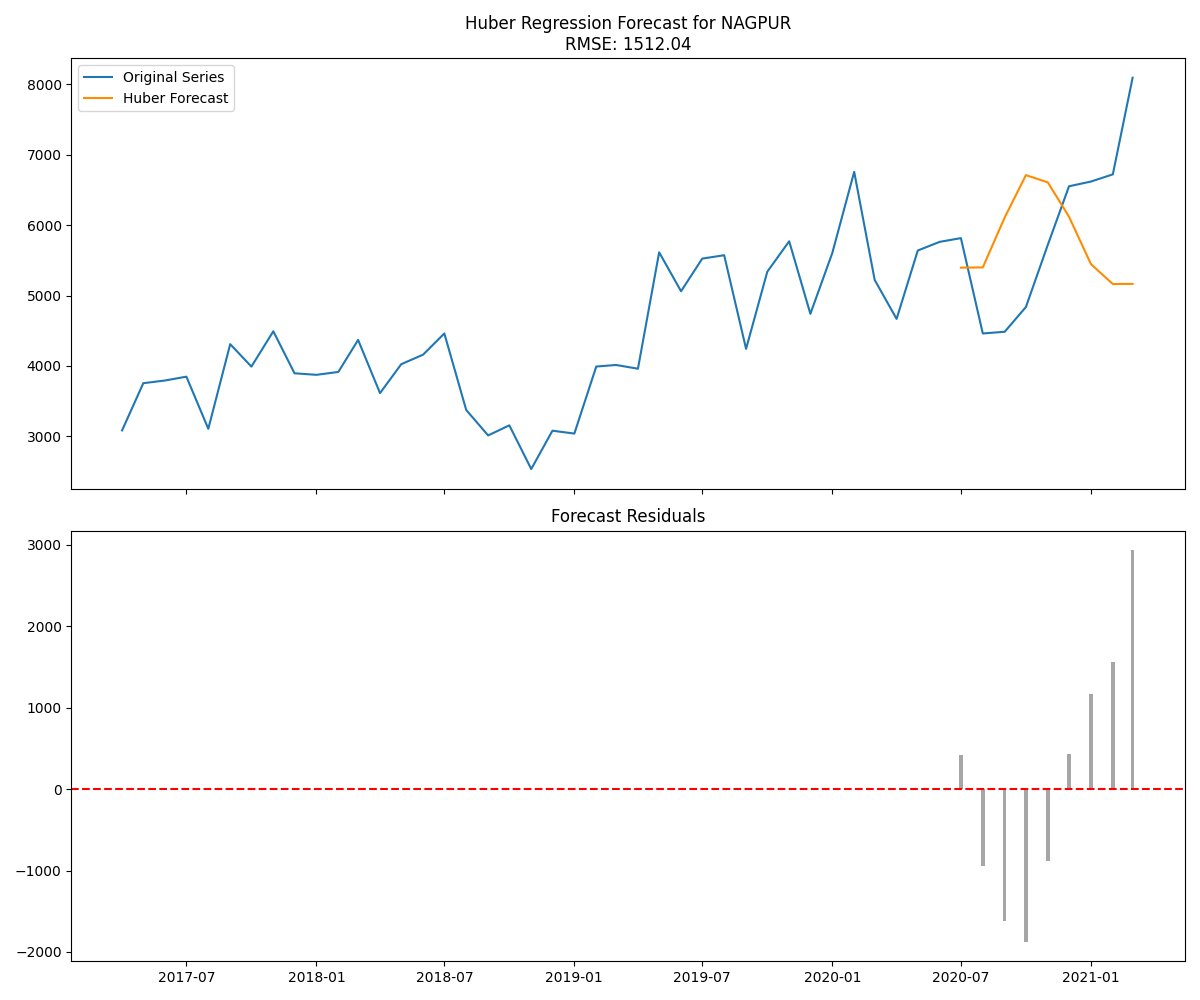 Huber Regression Forecast for NAGPUR
RMSE: 1512.04
Original Series
Huber Forecast
8000
7000
6000
5000
4000
3000
Forecast Residuals
3000
2000
1000
0
−1000
−2000
2017-07 2018-01 2018-07 2019-01 2019-07 2020-01 2020-07 2021-01